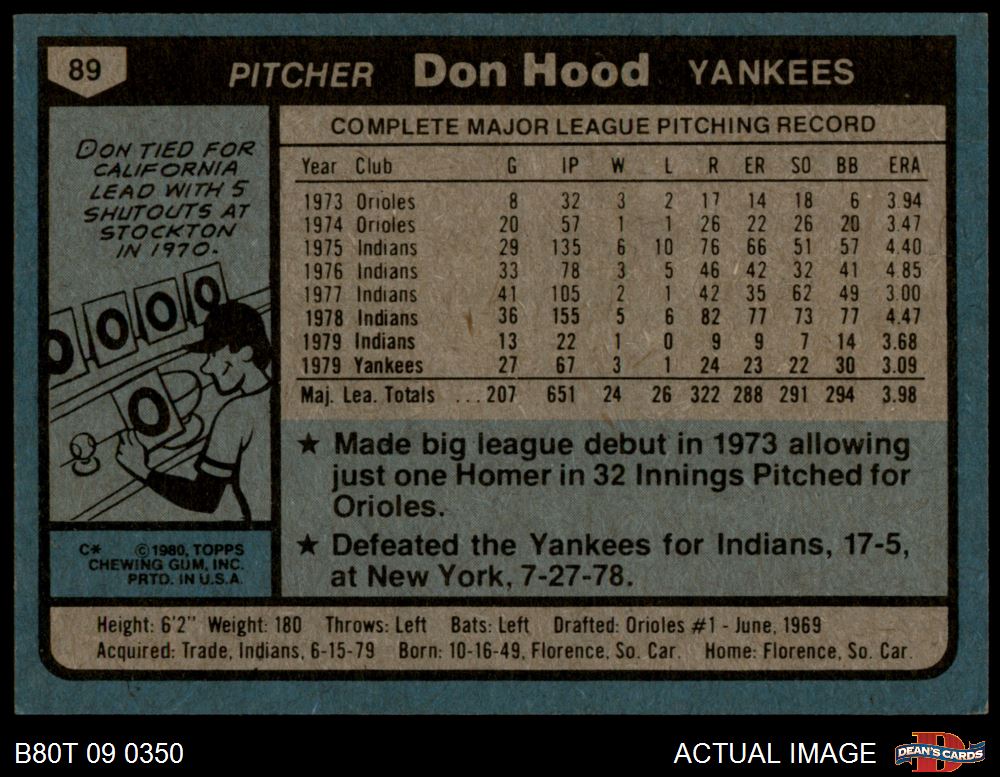 89 PITCHER Don Hood YANKEES
DON TIED FOR
CALIFORNIA
LEAD WITH 5
SHUTOUTS AT
STOCKTON
IN 1970.
0 0 0 0
0
C* ©1980, TOPPS
CHEWING GUM, INC.
PRTD. IN U.S.A.
COMPLETE MAJOR LEAGUE PITCHING RECORD
Year Club G IP W L R ER SO BB ERA
1973 Orioles 8 32 3 2 17 14 18 6 3.94
1974 Orioles 20 57 1 1 26 22 26 20 3.47
1975 Indians 29 135 6 10 76 66 51 57 4.40
1976 Indians 33 78 3 5 46 42 32 41 4.85
1977 Indians 41 105 2 1 42 35 62 49 3.00
1978 Indians 36 155 5 6 82 77 73 77 4.47
1979 Indians 13 22 1 0 9 9 7 14 3.68
1979 Yankees 27 67 3 1 24 23 22 30 3.09
Maj. Lea. Totals ...207 651 24 26 322 288 291 294 3.98
★ Made big league debut in 1973 allowing
just one Homer in 32 Innings Pitched for
Orioles.
★ Defeated the Yankees for Indians, 17-5,
at New York, 7-27-78.
Height: 6'2" Weight: 180 Throws: Left Bats: Left Drafted: Orioles #1 - June, 1969
Acquired: Trade, Indians, 6-15-79 Born: 10-16-49, Florence, So. Car. Home: Florence, So. Car.
B80T 09 0350 ACTUAL IMAGE D DEAN'S CARDS